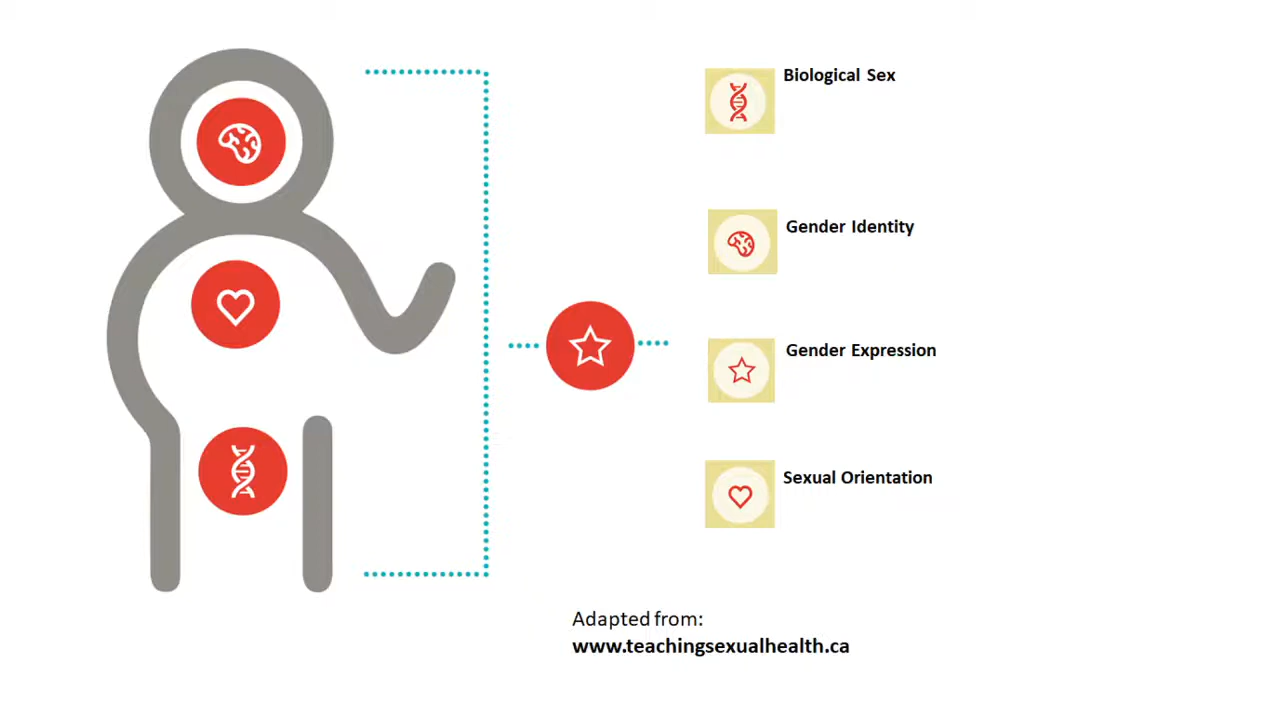 Biological Sex
Gender Identity
Gender Expression
Sexual Orientation
Adapted from:
www.teachingsexualhealth.ca